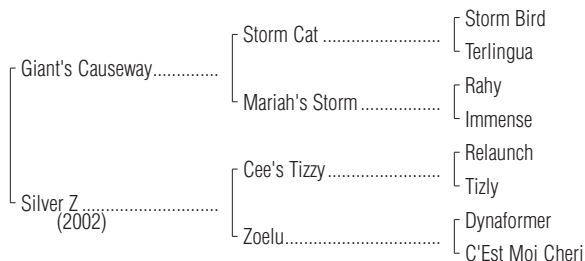 Storm Bird
Storm Cat ..............................
Terlingua
Giant's Causeway..............
Rahy
Mariah's Storm ....................
Immense
Relaunch
Cee's Tizzy ............................
Tizly
Silver Z .............................
(2002)
Dynaformer
Zoelu.....................................
C'Est Moi Cheri